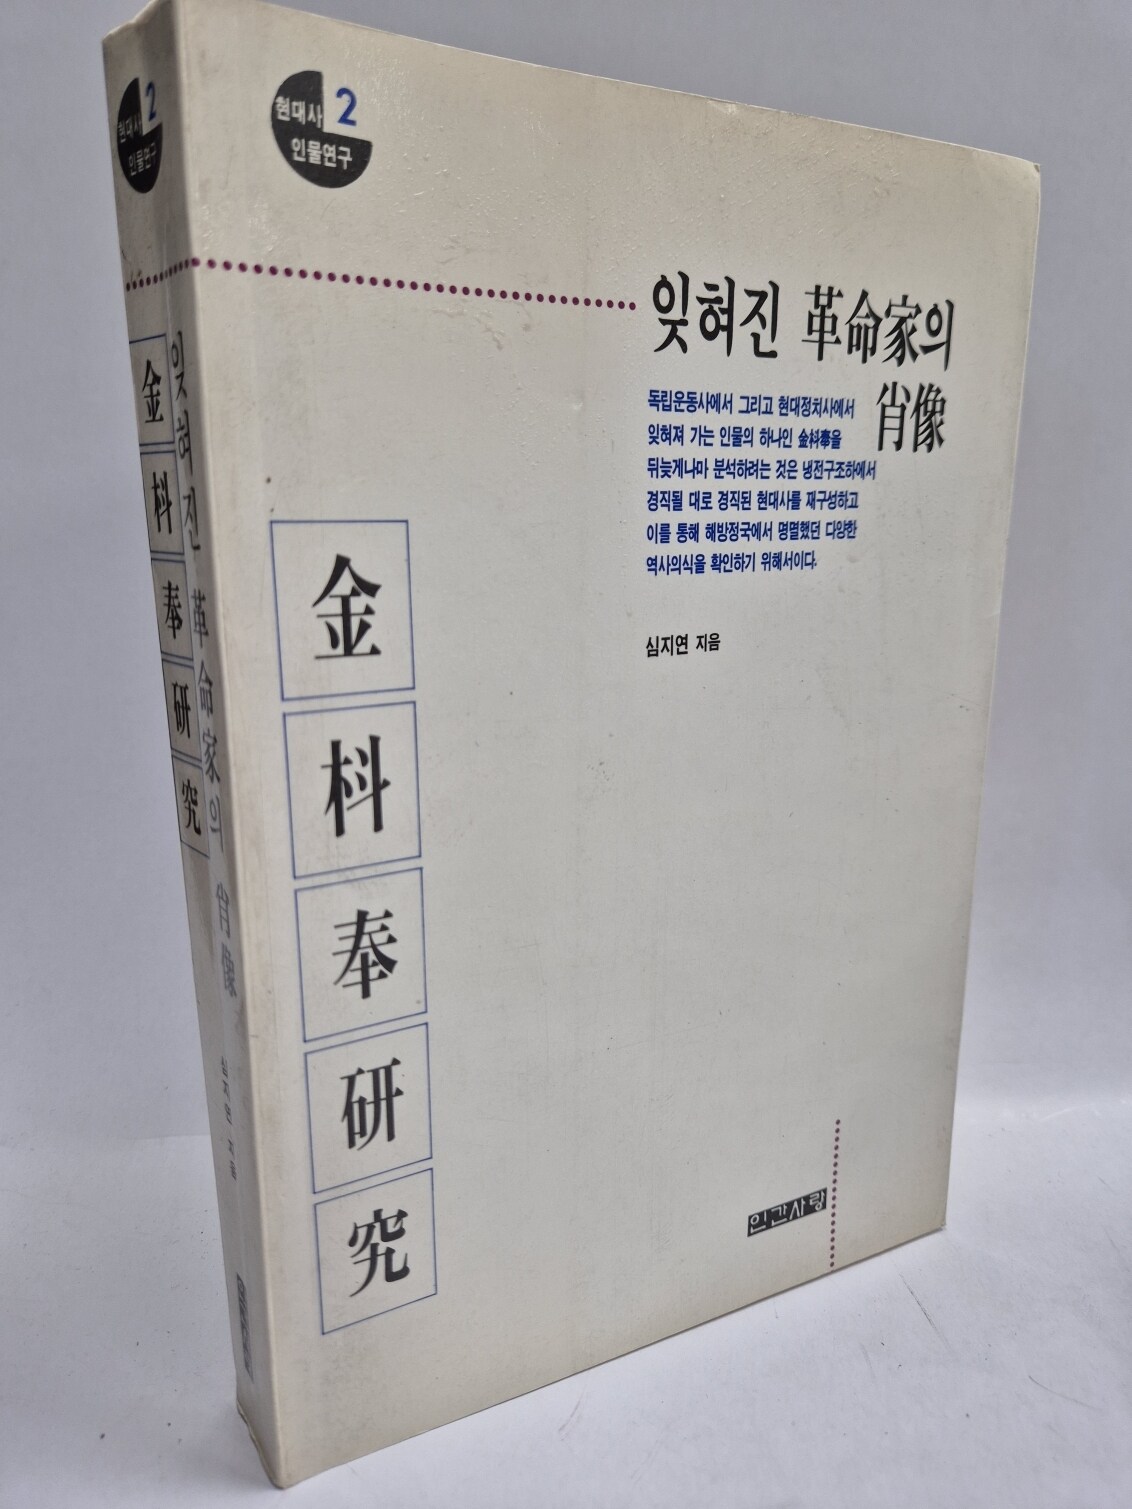 현대사 2
인물연구
잊혀진 革命家의
肖像
독립운동사에서 그리고 현대정치사에서
잊혀져 가는 인물의 하나인 金枓奉을
뒤늦게나마 분석하려는 것은 냉전구조하에서
경직될 대로 경직된 현대사를 재구성하고
이를 통해 해방정국에서 명멸했던 다양한
역사의식을 확인하기 위해서이다.
심지연 지음
金
枓
奉
研
究
인간사랑
현대사 2
인물연구
金枓奉研究
잊혀진 革命家의 肖像
심지연 지음